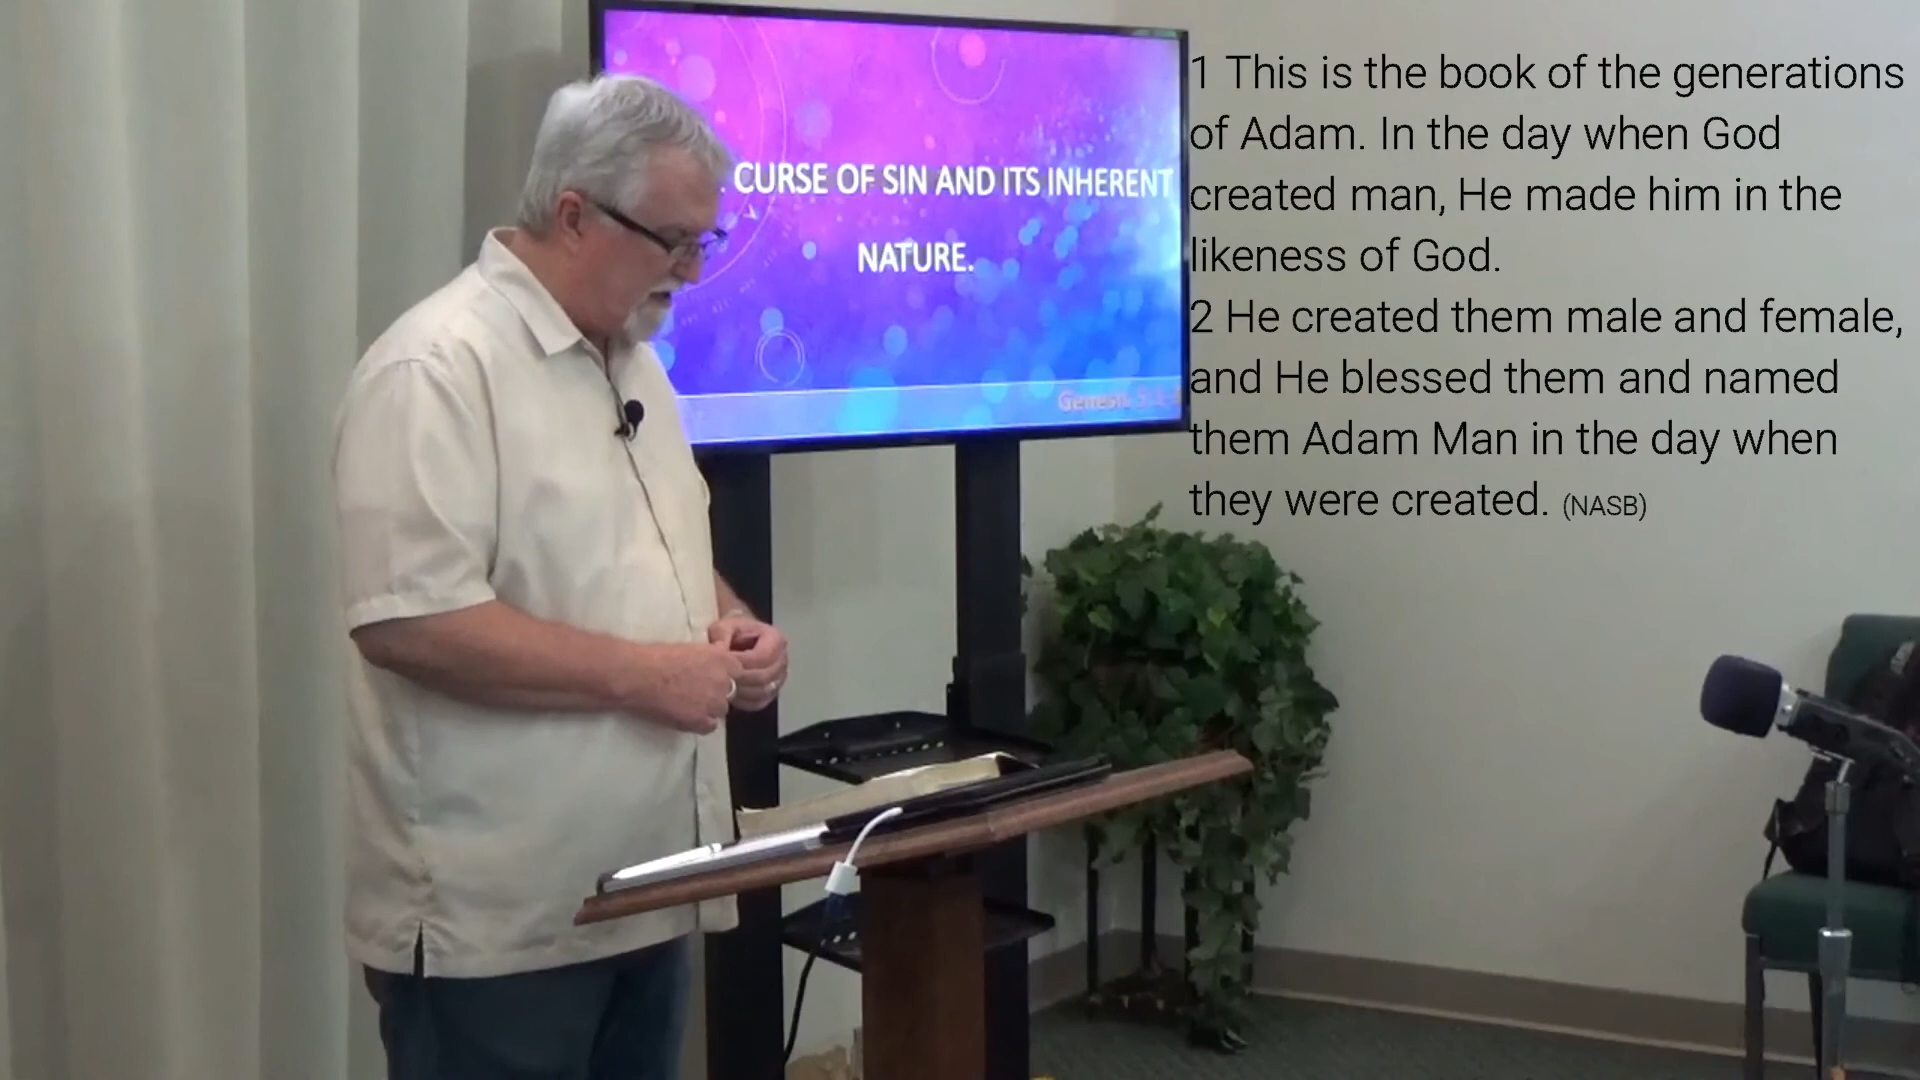 CURSE OF SIN AND ITS INHERENT
NATURE.
Genesis
1 This is the book of the generations
of Adam. In the day when God
created man, He made him in the
likeness of God.
2 He created them male and female,
and He blessed them and named
them Adam Man in the day when
they were created. (NASB)